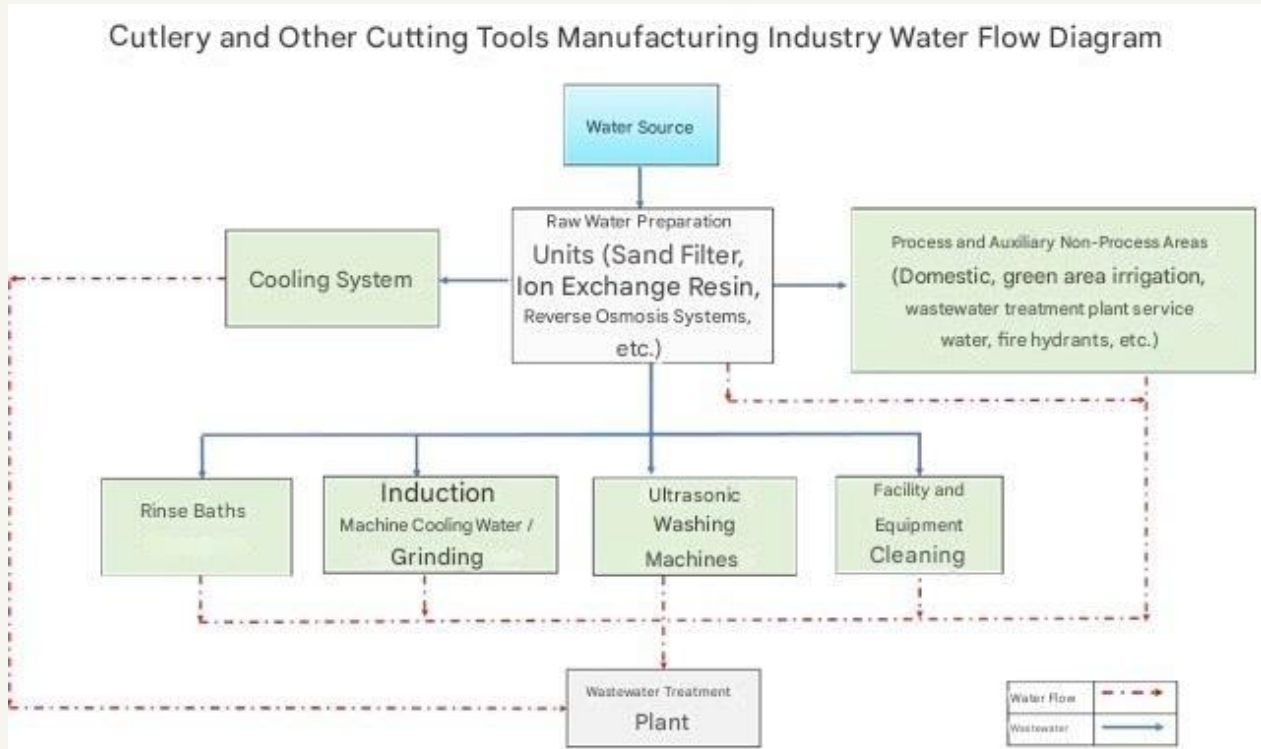 Cutlery and Other Cutting Tools Manufacturing Industry Water Flow Diagram
Water Source
Raw Water Preparation
Units (Sand Filter,
Ion Exchange Resin,
Reverse Osmosis Systems,
etc.)
Cooling System
Process and Auxiliary Non-Process Areas
(Domestic, green area irrigation,
wastewater treatment plant service
water, fire hydrants, etc.)
Rinse Baths
Induction
Machine Cooling Water /
Grinding
Ultrasonic
Washing
Machines
Facility and
Equipment
Cleaning
Wastewater Treatment
Plant
Water Flow
Wastewater